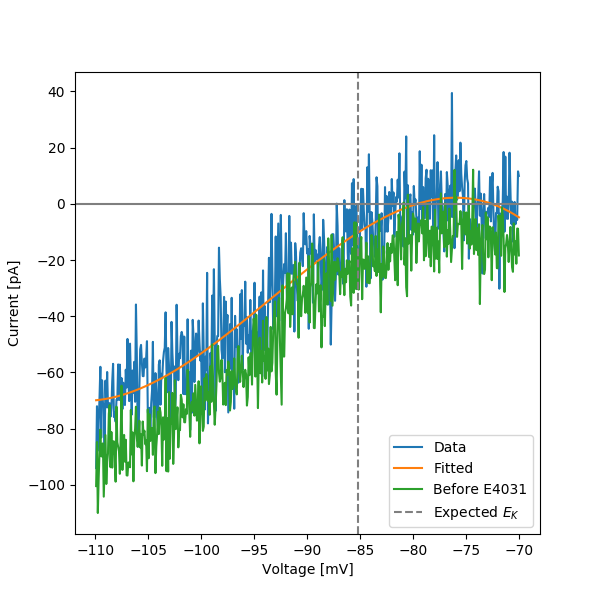 40
20
0
−20
−40
−60
−80
−100
Current [pA]
−110 −105 −100 −95 −90 −85 −80 −75 −70
Voltage [mV]
Data
Fitted
Before E4031
Expected E_K